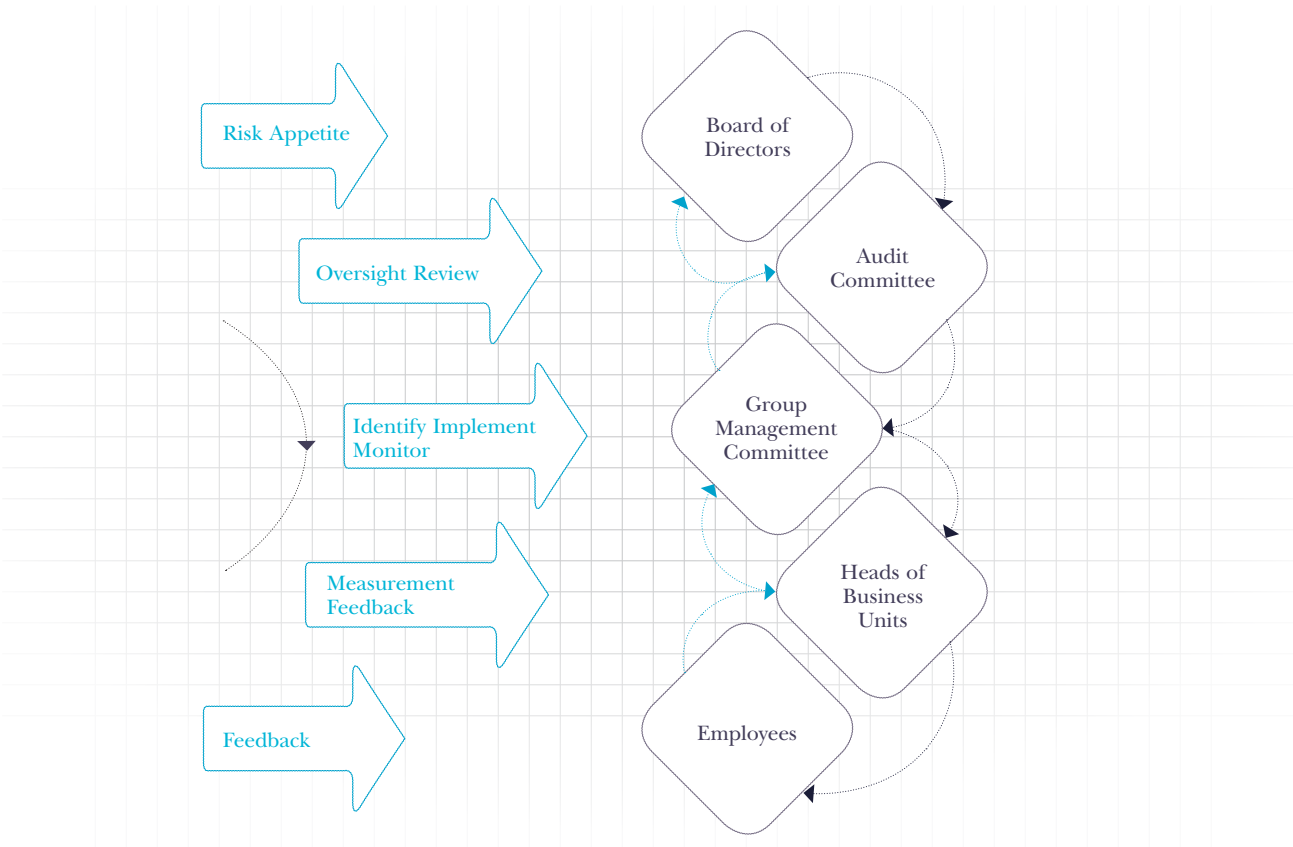 Risk Appetite
Board of
Directors
Oversight Review
Audit
Committee
Identify Implement
Monitor
Group
Management
Committee
Measurement
Feedback
Heads of
Business
Units
Feedback
Employees